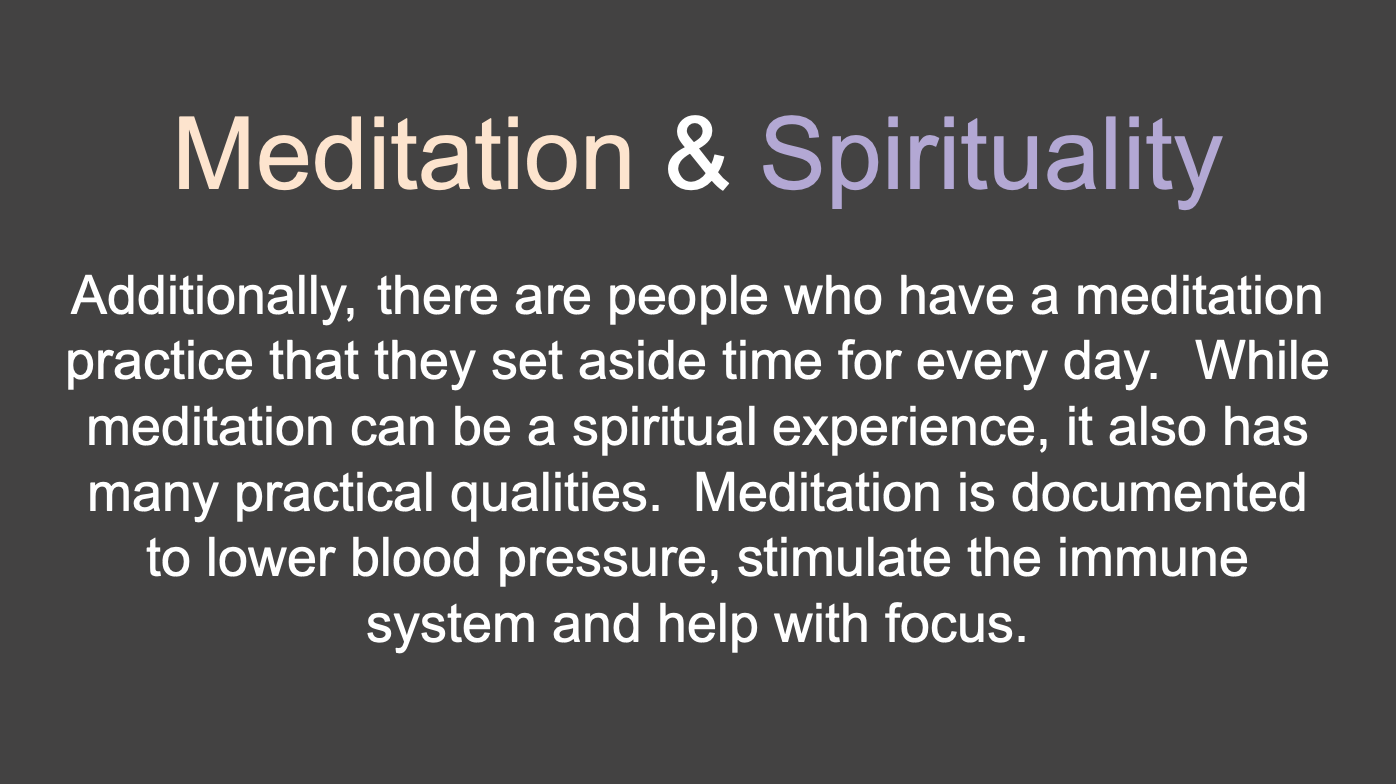 Meditation & Spirituality
Additionally, there are people who have a meditation
practice that they set aside time for every day.  While
meditation can be a spiritual experience, it also has
many practical qualities.  Meditation is documented
to lower blood pressure, stimulate the immune
system and help with focus.